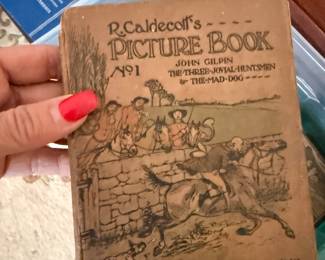 R. Caldecott's
PICTURE BOOK
Nº1
JOHN GILPIN
THE THREE JOVIAL HUNTSMEN
& THE MAD DOG